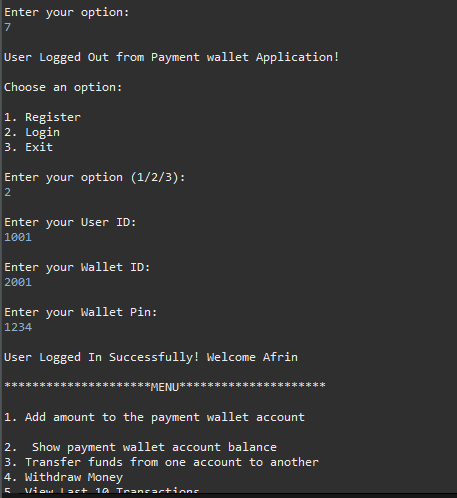 Enter your option:
7
User Logged Out from Payment wallet Application!
Choose an option:
1. Register
2. Login
3. Exit
Enter your option (1/2/3):
2
Enter your User ID:
1001
Enter your Wallet ID:
2001
Enter your Wallet Pin:
1234
User Logged In Successfully! Welcome Afrin
*********************MENU*********************
1. Add amount to the payment wallet account
2.  Show payment wallet account balance
3. Transfer funds from one account to another
4. Withdraw Money
5. View Last 10 Transactions